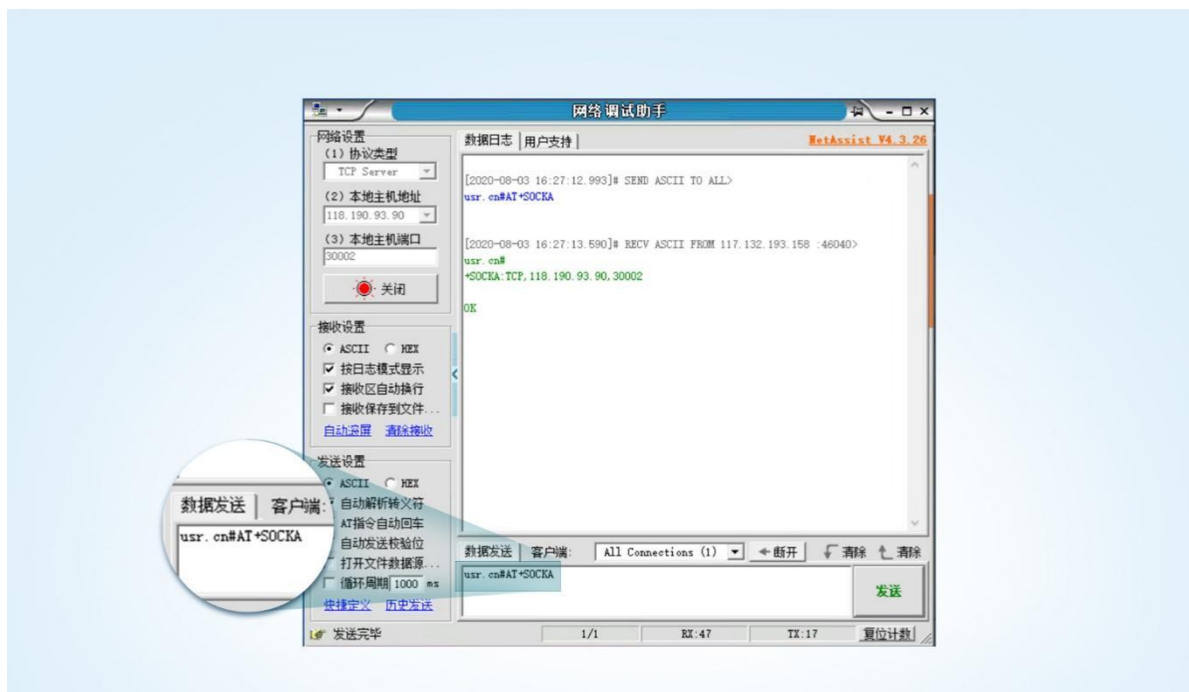 网络调试助手
网络设置
(1) 协议类型
TCP Server
(2) 本地主机地址
118.190.93.90
(3) 本地主机端口
30002
关闭
接收设置
ASCII HEX
按日志模式显示
接收区自动换行
接收保存到文件...
自动滚屏 清除接收
发送设置
ASCII HEX
自动解析转义符
AT指令自动回车
自动发送校验位
打开文件数据源...
循环周期 1000 ms
快捷定义 历史发送
数据日志 用户支持
NetAssist V4.3.26
[2020-08-03 16:27:12.993]# SEND ASCII TO ALL>
usr.cn#AT+SOCKA
[2020-08-03 16:27:13.590]# RECV ASCII FROM 117.132.193.158 :46040>
usr.cn#
+SOCKA:TCP,118.190.93.90,30002
OK
数据发送 客户端: All Connections (1) 断开 清除 清除
usr.cn#AT+SOCKA
发送
数据发送 客户端:
usr.cn#AT+SOCKA
发送完毕 1/1 RX:47 TX:17 复位计数